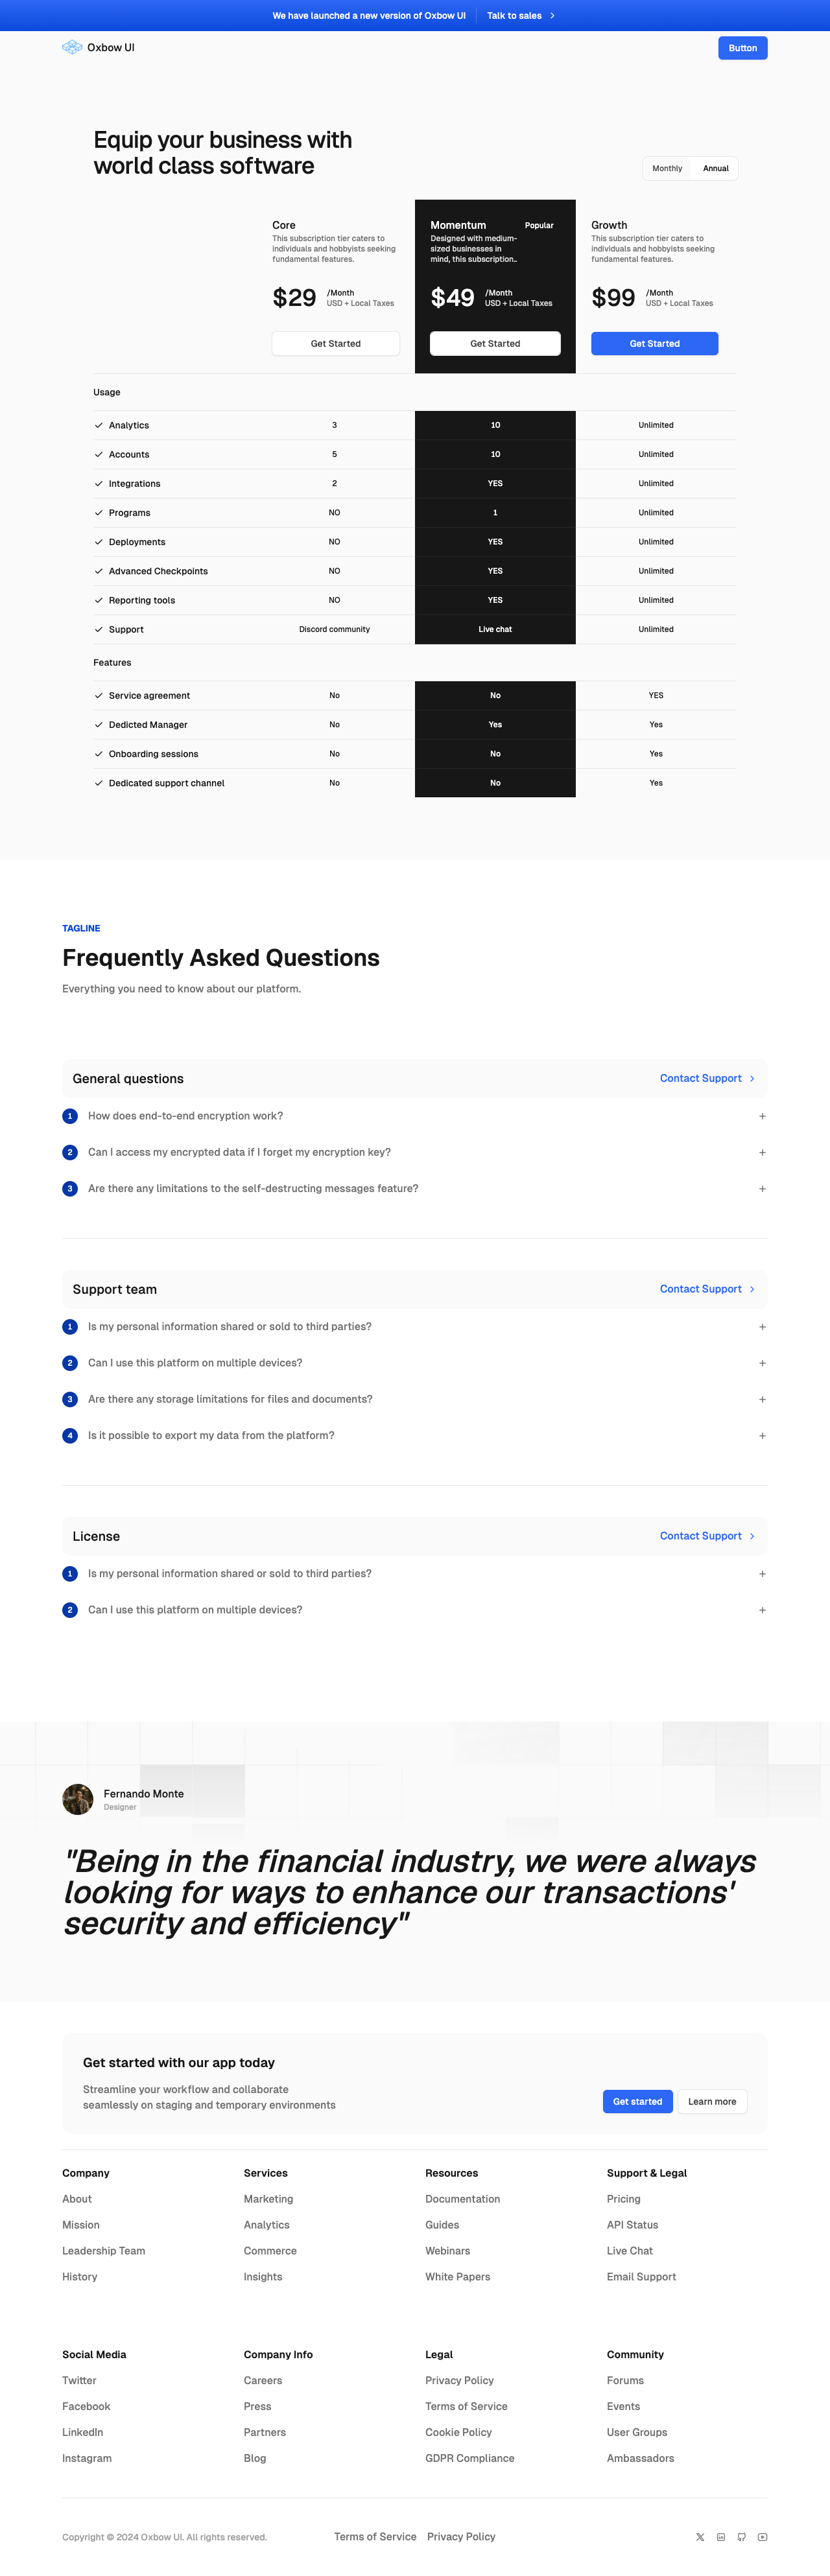 We have launched a new version of Oxbow UI
Talk to sales
Oxbow UI
Button
Equip your business with
world class software
Monthly
Annual
Core
This subscription tier caters to
individuals and hobbyists seeking
fundamental features.
$29
/Month
USD + Local Taxes
Get Started
Momentum
Popular
Designed with medium-
sized businesses in
mind, this subscription..
$49
/Month
USD + Local Taxes
Get Started
Growth
This subscription tier caters to
individuals and hobbyists seeking
fundamental features.
$99
/Month
USD + Local Taxes
Get Started
Usage
Analytics 3 10 Unlimited
Accounts 5 10 Unlimited
Integrations 2 YES Unlimited
Programs NO 1 Unlimited
Deployments NO YES Unlimited
Advanced Checkpoints NO YES Unlimited
Reporting tools NO YES Unlimited
Support Discord community Live chat Unlimited
Features
Service agreement No No YES
Dedicted Manager No Yes Yes
Onboarding sessions No No Yes
Dedicated support channel No No Yes
TAGLINE
Frequently Asked Questions
Everything you need to know about our platform.
General questions
Contact Support
1 How does end-to-end encryption work?
2 Can I access my encrypted data if I forget my encryption key?
3 Are there any limitations to the self-destructing messages feature?
Support team
Contact Support
1 Is my personal information shared or sold to third parties?
2 Can I use this platform on multiple devices?
3 Are there any storage limitations for files and documents?
4 Is it possible to export my data from the platform?
License
Contact Support
1 Is my personal information shared or sold to third parties?
2 Can I use this platform on multiple devices?
Fernando Monte
Designer
"Being in the financial industry, we were always
looking for ways to enhance our transactions'
security and efficiency"
Get started with our app today
Streamline your workflow and collaborate
seamlessly on staging and temporary environments
Get started
Learn more
Company
About
Mission
Leadership Team
History
Services
Marketing
Analytics
Commerce
Insights
Resources
Documentation
Guides
Webinars
White Papers
Support & Legal
Pricing
API Status
Live Chat
Email Support
Social Media
Twitter
Facebook
LinkedIn
Instagram
Company Info
Careers
Press
Partners
Blog
Legal
Privacy Policy
Terms of Service
Cookie Policy
GDPR Compliance
Community
Forums
Events
User Groups
Ambassadors
Copyright © 2024 Oxbow UI. All rights reserved.
Terms of Service
Privacy Policy